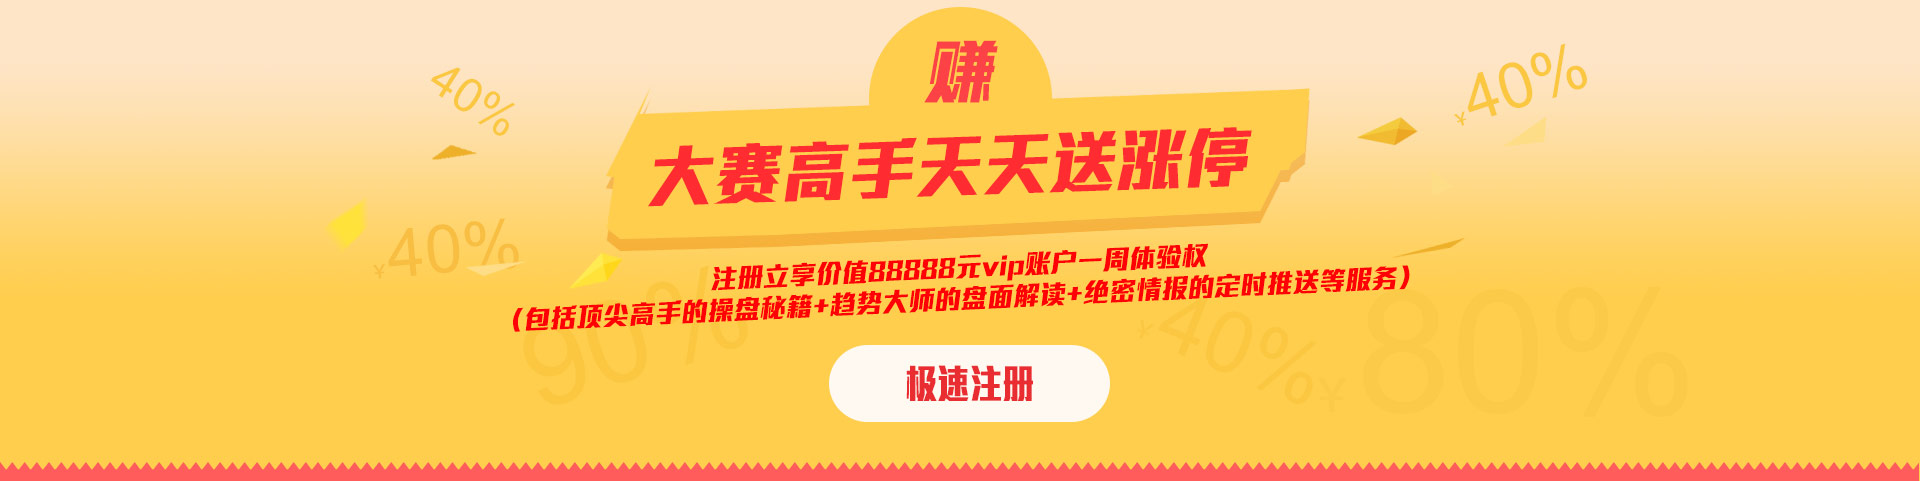 赚
40%
¥40%
大赛高手天天送涨停
¥40%
注册立享价值88888元vip账户一周体验权
（包括顶尖高手的操盘秘籍+趋势大师的盘面解读+绝密情报的定时推送等服务）
90%
¥40%
¥80%
极速注册